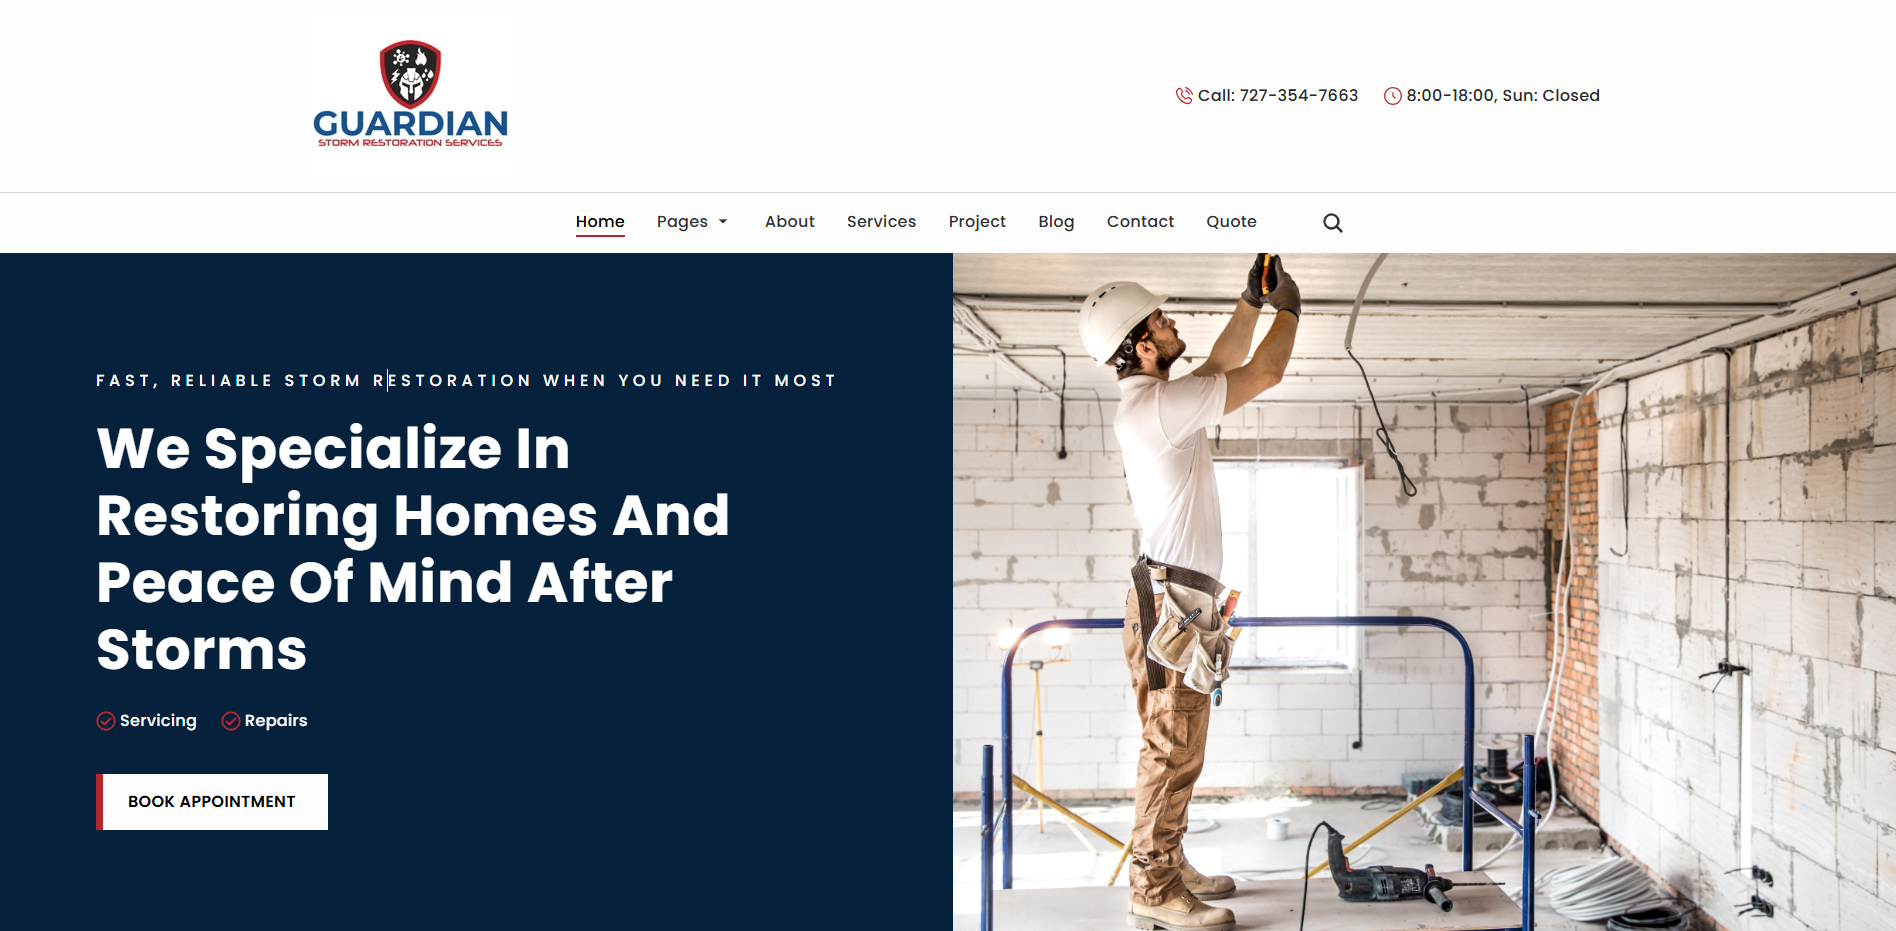 GUARDIAN
STORM RESTORATION SERVICES
Call: 727-354-7663
8:00-18:00, Sun: Closed
Home Pages About Services Project Blog Contact Quote
FAST, RELIABLE STORM RESTORATION WHEN YOU NEED IT MOST
We Specialize In
Restoring Homes And
Peace Of Mind After
Storms
Servicing Repairs
BOOK APPOINTMENT